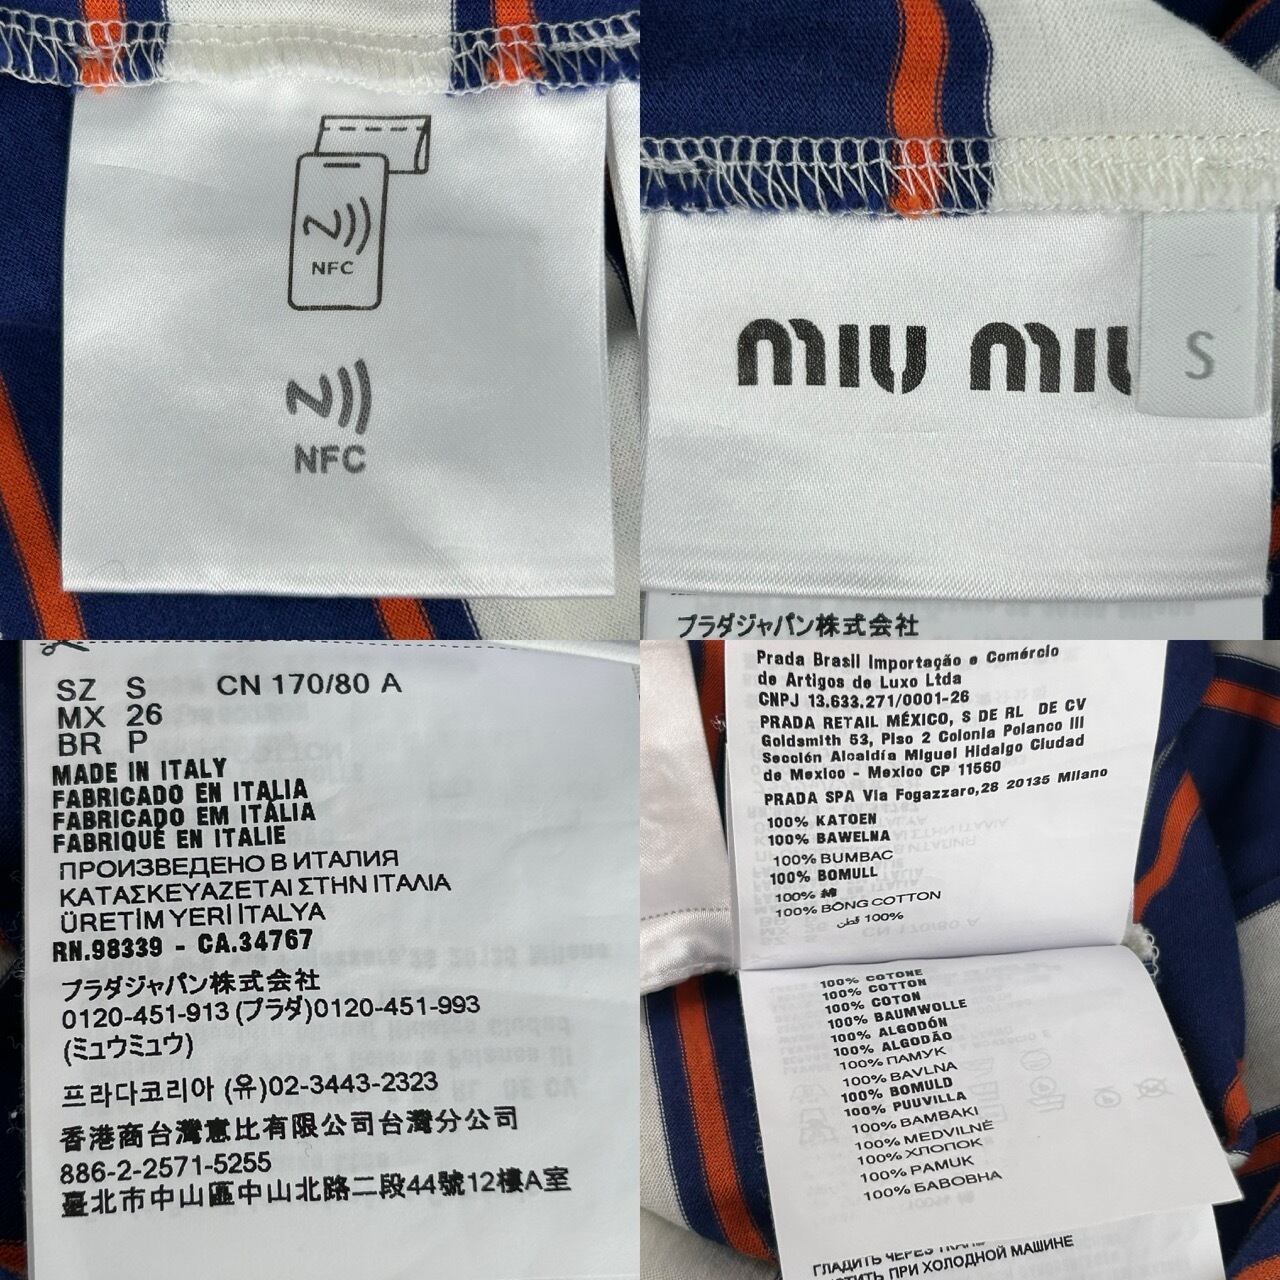 NFC
NFC
miu miu
S
プラダジャパン株式会社
SZ S CN 170/80 A
MX 26
BR P
MADE IN ITALY
FABRICADO EN ITALIA
FABRICADO EM ITÁLIA
FABRIQUÉ EN ITALIE
ПРОИЗВЕДЕНО В ИТАЛИЯ
ΚΑΤΑΣΚΕΥΑΖΕΤΑΙ ΣΤΗΝ ΙΤΑΛΙΑ
ÜRETİM YERİ İTALYA
RN.98339 - CA.34767
プラダジャパン株式会社
0120-451-913 (プラダ)0120-451-993
(ミュウミュウ)
프라다코리아 (유)02-3443-2323
香港商台灣惠比有限公司台灣分公司
886-2-2571-5255
臺北市中山區中山北路二段44號12樓A室
Prada Brasil Importação e Comércio
de Artigos de Luxo Ltda
CNPJ 13.633.271/0001-26
PRADA RETAIL MÉXICO, S DE RL DE CV
Goldsmith 53, Piso 2 Colonia Polanco III
Sección Alcaldía Miguel Hidalgo Ciudad
de Mexico - Mexico CP 11560
PRADA SPA Via Fogazzaro,28 20135 Milano
100% KATOEN
100% BAWEŁNA
100% BUMBAC
100% BOMULL
100% 綿
100% BÔNG COTTON
100% قطن
100% COTONE
100% COTTON
100% COTON
100% BAUMWOLLE
100% ALGODÓN
100% ALGODÃO
100% ПАМУК
100% BAVLNA
100% BOMULD
100% PUUVILLA
100% ΒΑΜΒΑΚΙ
100% MEDVILNĖ
100% ХЛОПОК
100% PAMUK
100% БАВОВНА
ГЛАДИТЬ ЧЕРЕЗ
ПРИ ХОЛОДНОЙ МАШИНЕ